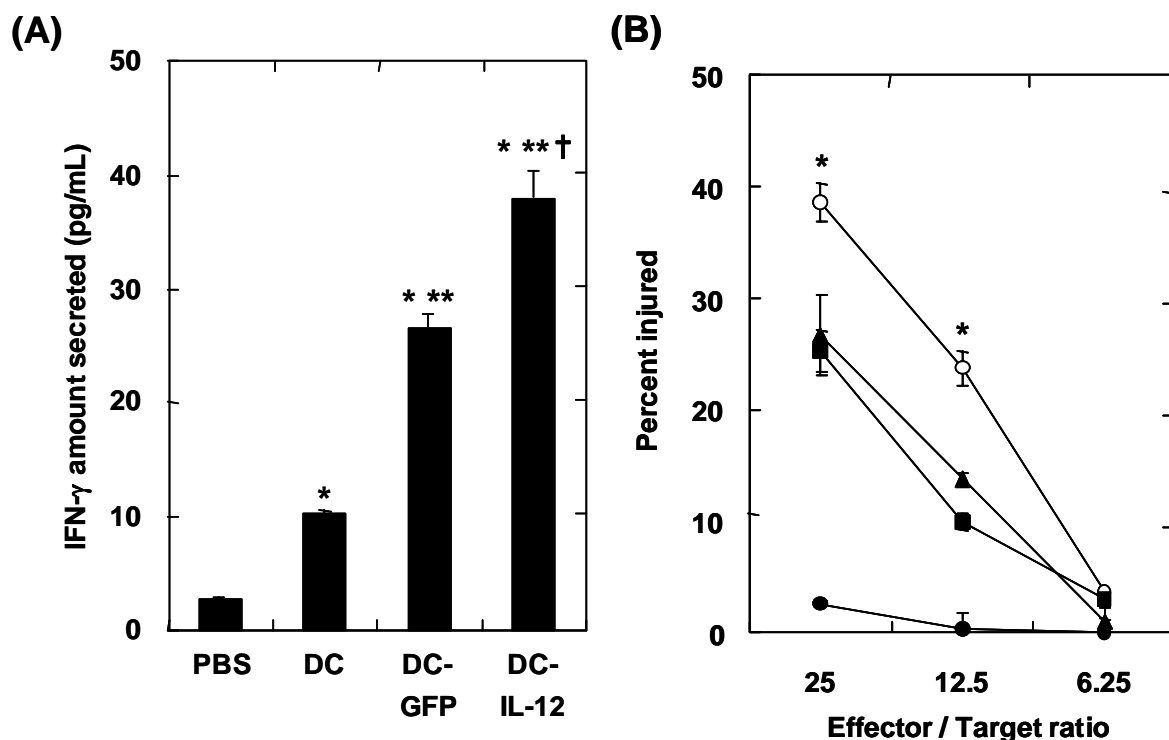 (A)
50
40
30
20
10
0
IFN-γ amount secreted (pg/mL)
*
* **
* ** †
PBS
DC
DC-
GFP
DC-
IL-12
(B)
50
40
30
20
10
0
Percent injured
*
*
25
12.5
6.25
Effector / Target ratio